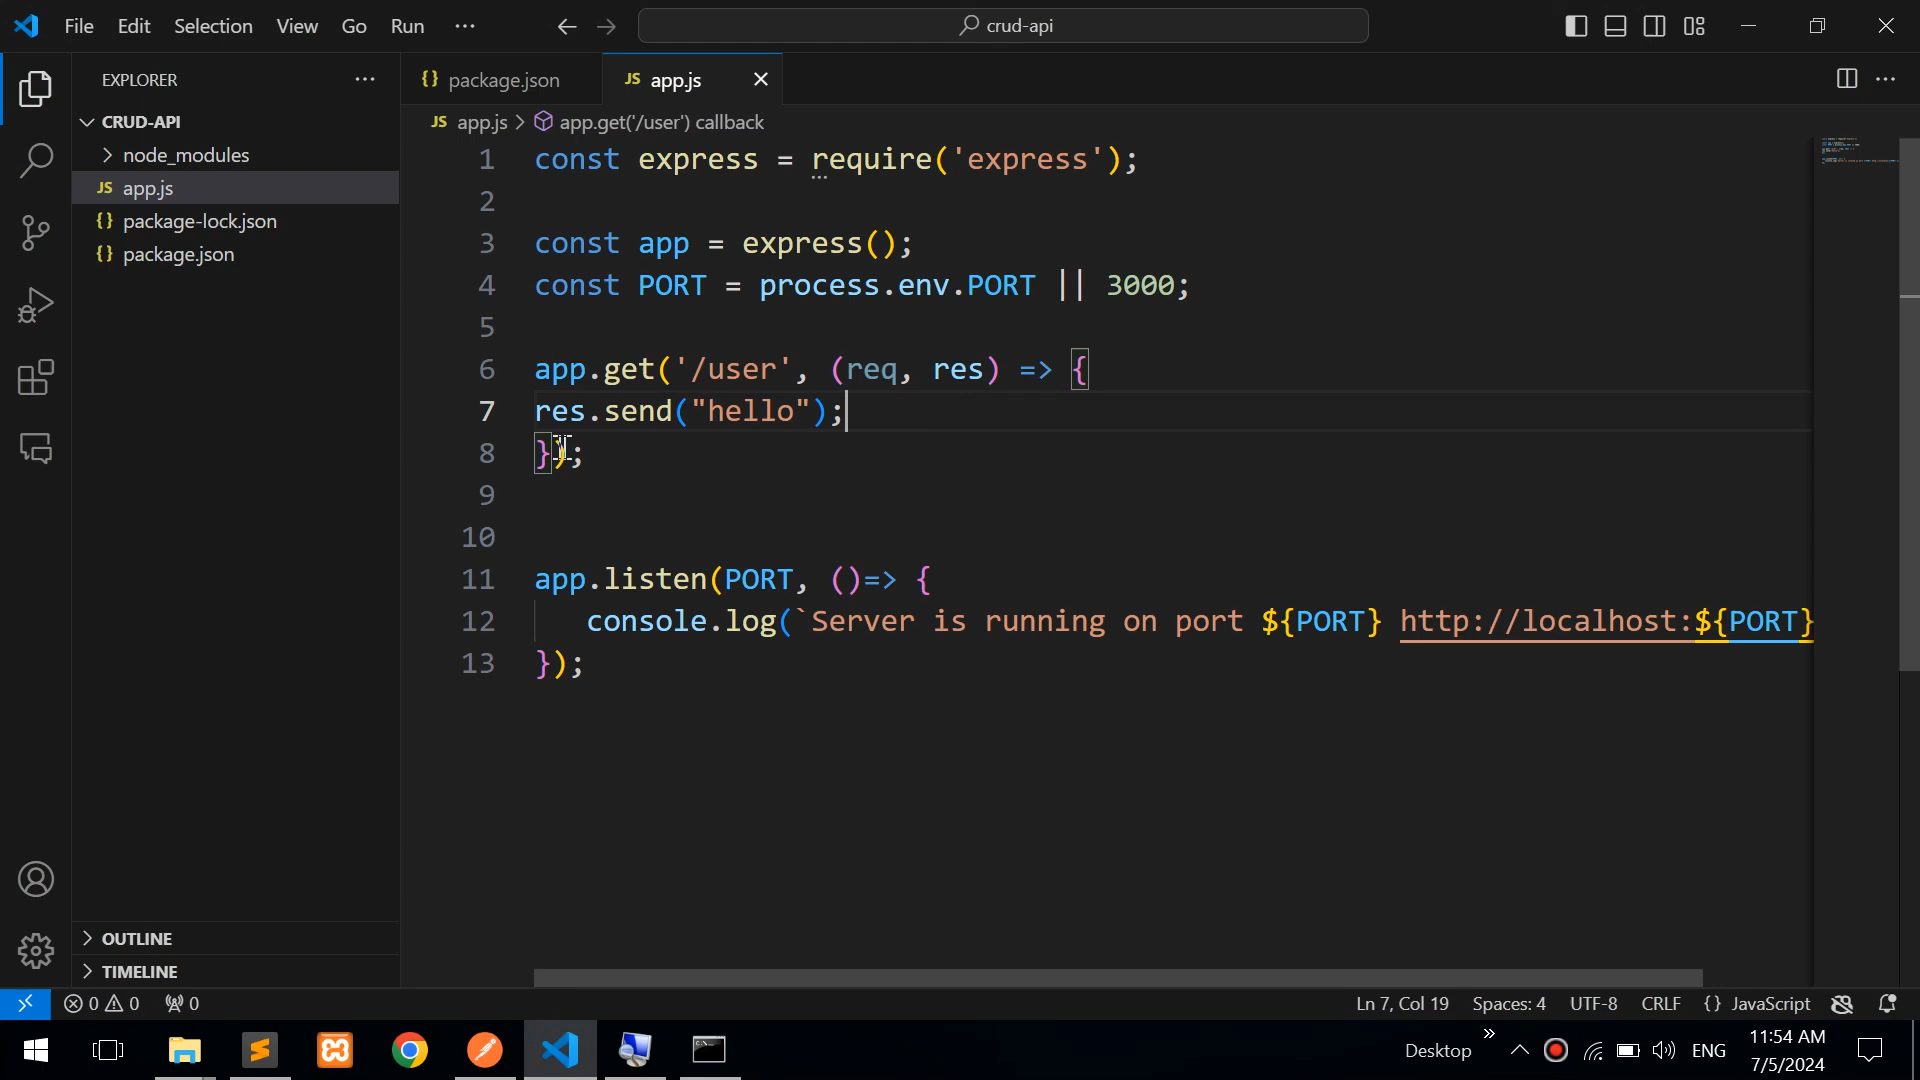 File Edit Selection View Go Run ··· crud-api
EXPLORER ··· {} package.json JS app.js
JS app.js > app.get('/user') callback
CRUD-API
node_modules
JS app.js
{} package-lock.json
{} package.json
1 const express = require('express');
2
3 const app = express();
4 const PORT = process.env.PORT || 3000;
5
6 app.get('/user', (req, res) => {
7 res.send("hello");
8 });
9
10
11 app.listen(PORT, ()=> {
12 console.log(`Server is running on port ${PORT} http://localhost:${PORT}
13 });
OUTLINE
TIMELINE
0 0 0 Ln 7, Col 19 Spaces: 4 UTF-8 CRLF {} JavaScript
Desktop ENG 11:54 AM
7/5/2024